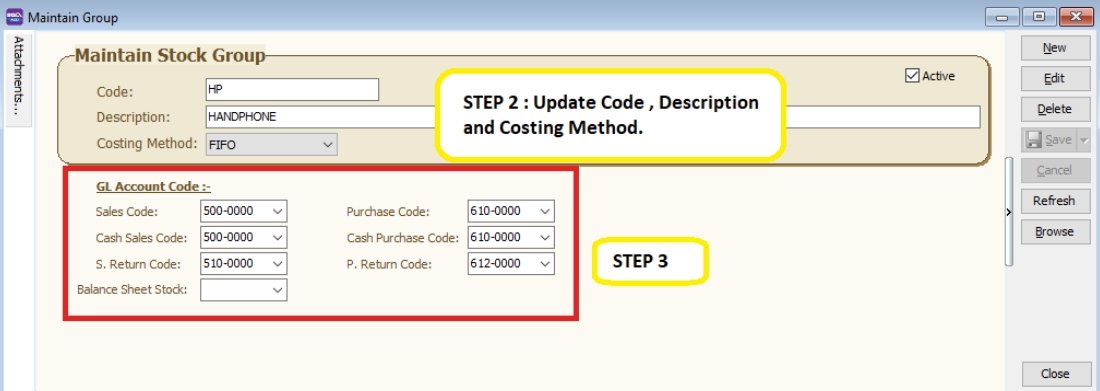 Maintain Group
Attachments...
Maintain Stock Group
Code: HP
Active
Description: HANDPHONE
Costing Method: FIFO
STEP 2 : Update Code , Description
and Costing Method.
GL Account Code :-
Sales Code: 500-0000 Purchase Code: 610-0000
Cash Sales Code: 500-0000 Cash Purchase Code: 610-0000
S. Return Code: 510-0000 P. Return Code: 612-0000
Balance Sheet Stock:
STEP 3
New
Edit
Delete
Save
Cancel
Refresh
Browse
Close